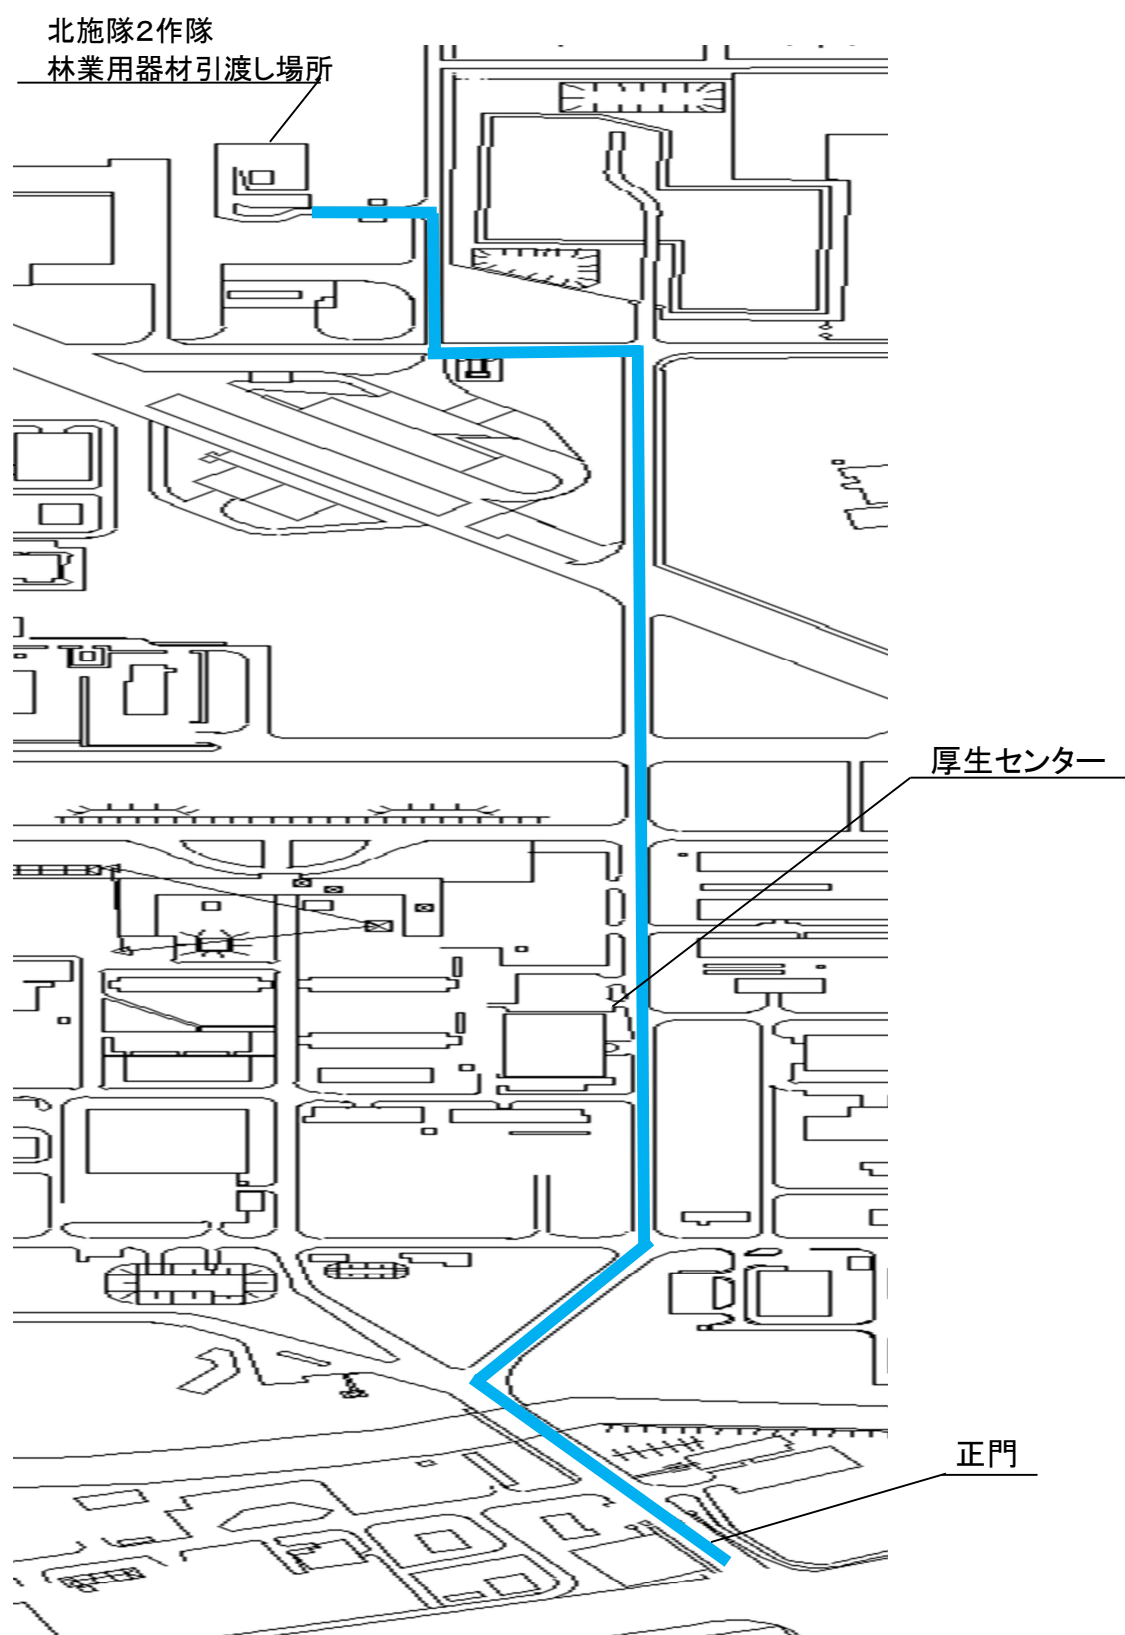 北施隊２作隊
林業用器材引渡し場所
厚生センター
正門